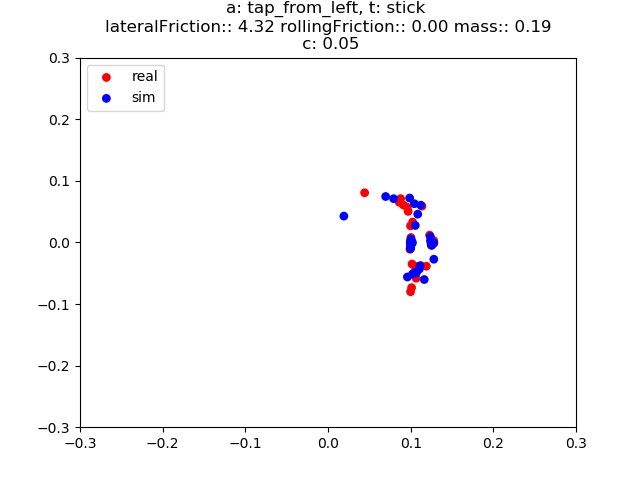 a: tap_from_left, t: stick
lateralFriction:: 4.32 rollingFriction:: 0.00 mass:: 0.19
c: 0.05
real
sim
0.3
0.2
0.1
0.0
−0.1
−0.2
−0.3
−0.3 −0.2 −0.1 0.0 0.1 0.2 0.3